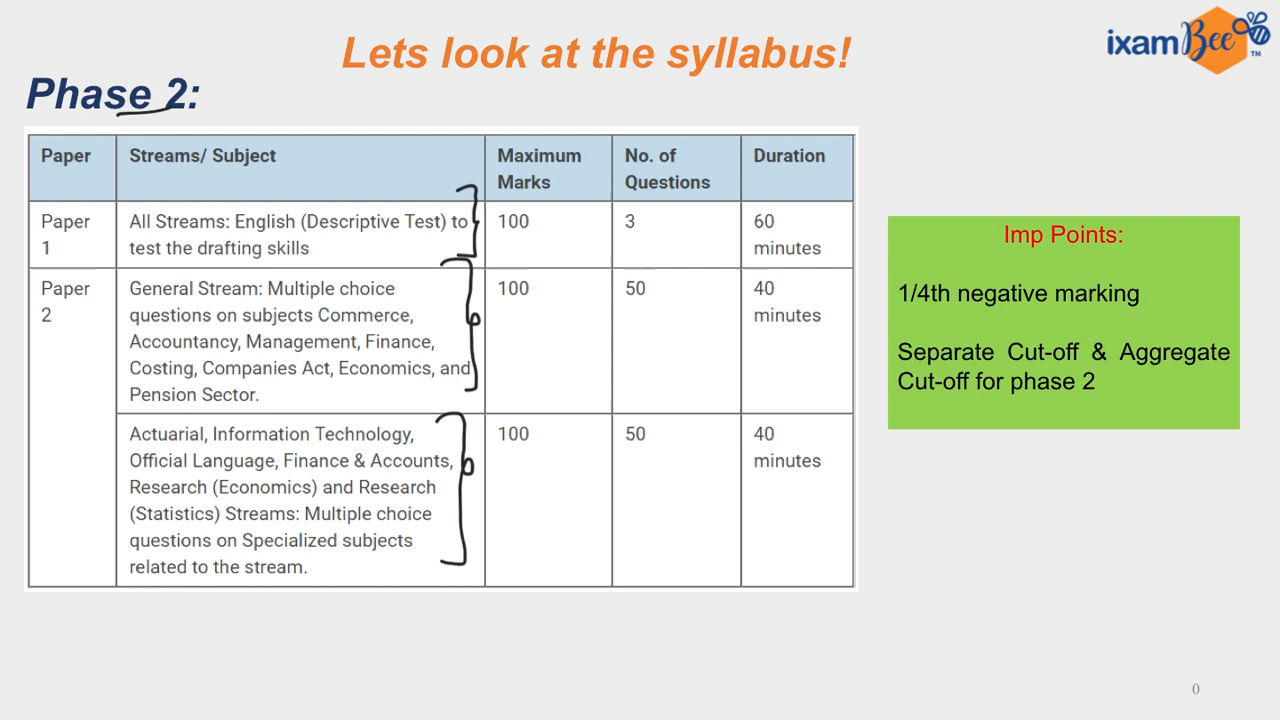 Lets look at the syllabus!
ixamBee™
Phase 2:
Paper Streams/ Subject Maximum Marks No. of Questions Duration
Paper 1 All Streams: English (Descriptive Test) to test the drafting skills 100 3 60 minutes
Paper 2 General Stream: Multiple choice questions on subjects Commerce, Accountancy, Management, Finance, Costing, Companies Act, Economics, and Pension Sector. 100 50 40 minutes
Actuarial, Information Technology, Official Language, Finance & Accounts, Research (Economics) and Research (Statistics) Streams: Multiple choice questions on Specialized subjects related to the stream. 100 50 40 minutes
Imp Points:
1/4th negative marking
Separate Cut-off & Aggregate
Cut-off for phase 2
0